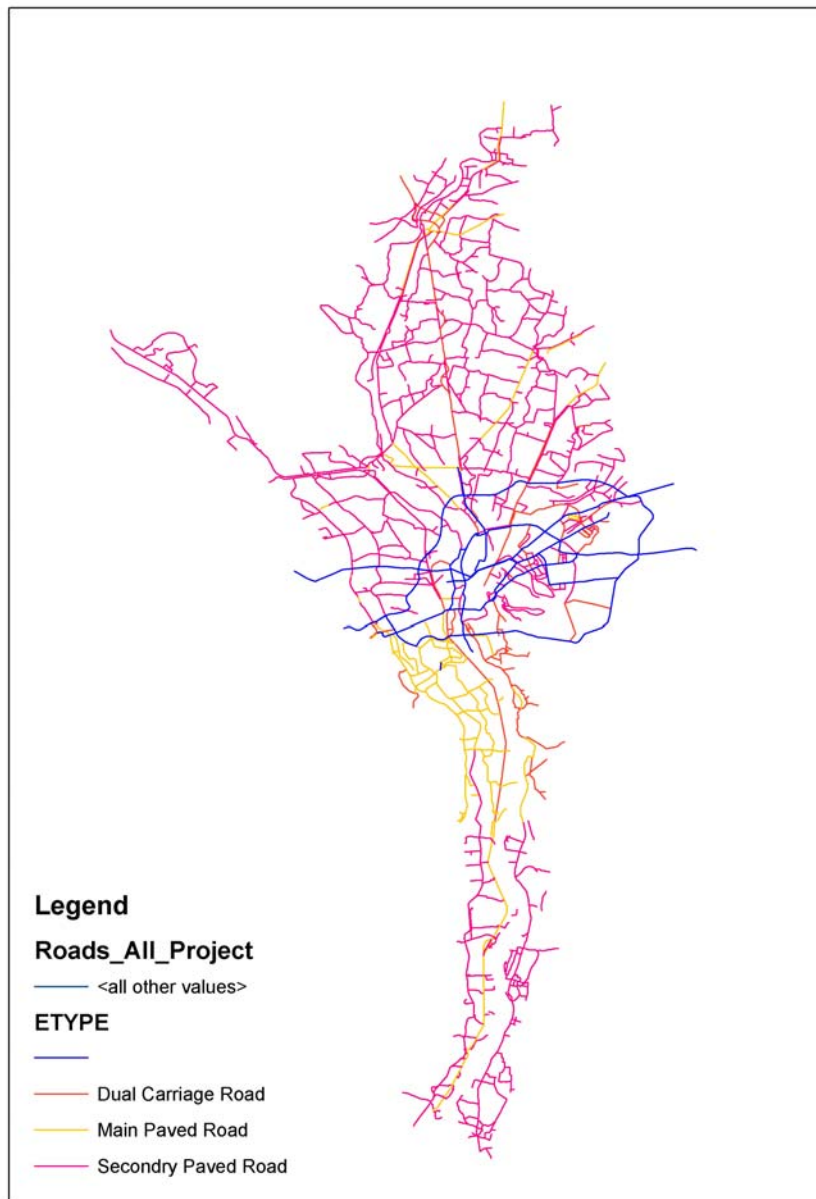 Legend
Roads_All_Project
<all other values>
ETYPE
Dual Carriage Road
Main Paved Road
Secondry Paved Road